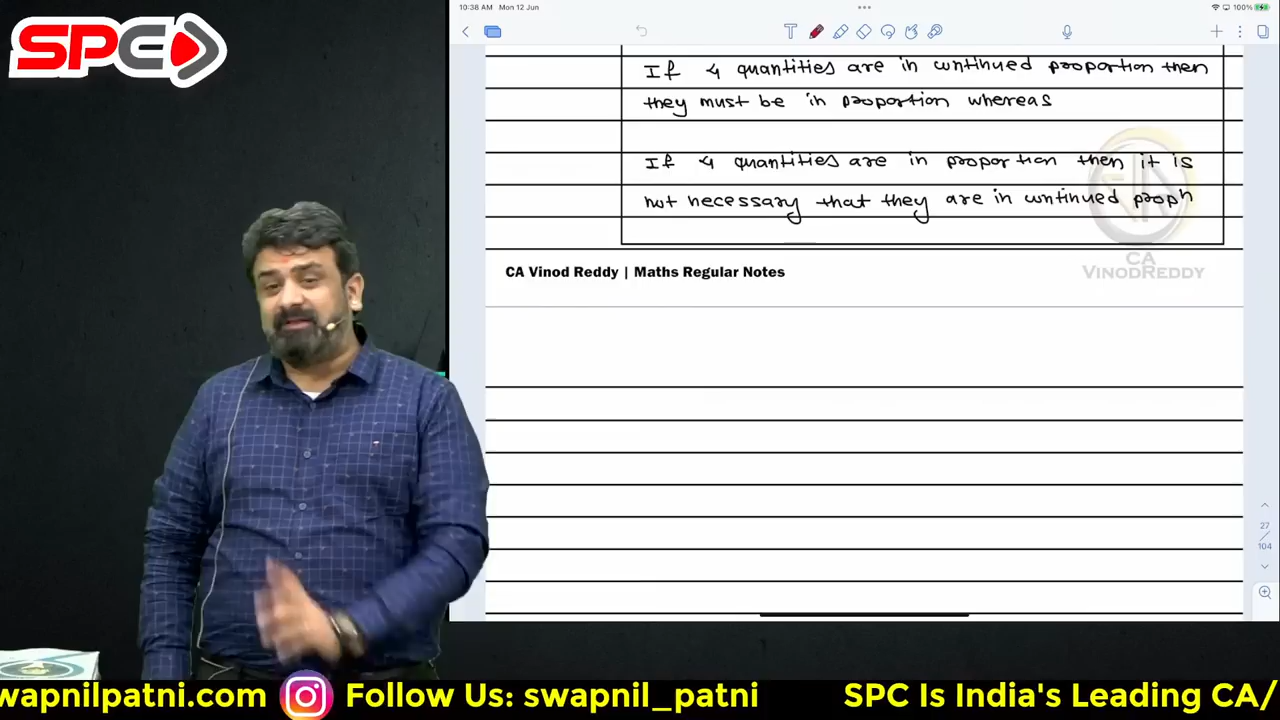 SPC
10:38 AM Mon 12 Jun
100%
If 4 quantities are in continued proportion then
they must be in proportion whereas
If 4 quantities are in proportion then it is
not necessary that they are in continued propn
CA Vinod Reddy | Maths Regular Notes
CA
VINODREDDY
27
104
wapnilpatni.com Follow Us: swapnil_patni SPC Is India's Leading CA/